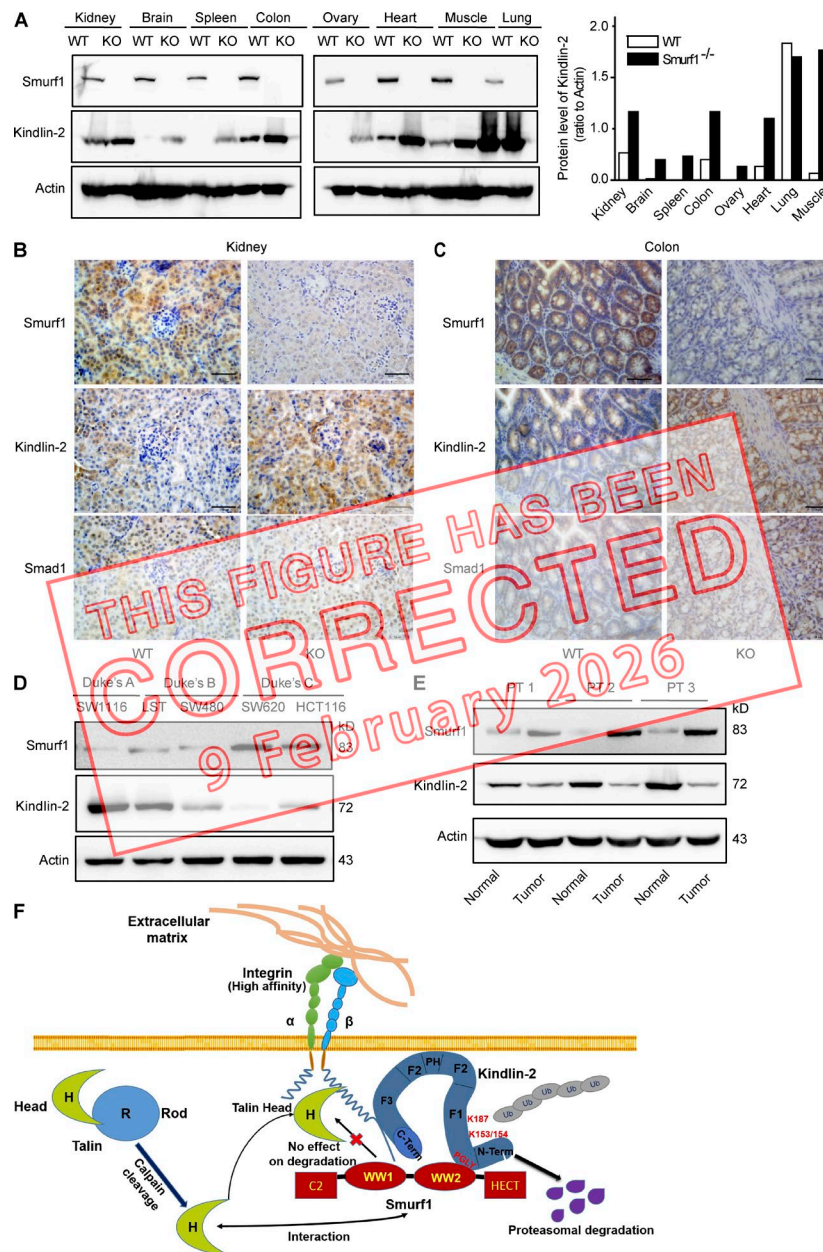 A
Kidney Brain Spleen Colon Ovary Heart Muscle Lung
WT KO WT KO WT KO WT KO WT KO WT KO WT KO WT KO
Smurf1
Kindlin-2
Actin
WT
Smurf1-/-
Protein level of Kindlin-2
(ratio to Actin)
2.0
1.0
0.0
Kidney
Brain
Spleen
Colon
Ovary
Heart
Lung
Muscle
B
Kidney
Smurf1
Kindlin-2
Smad1
WT KO
C
Colon
Smurf1
Kindlin-2
Smad1
WT KO
THIS FIGURE HAS BEEN
CORRECTED
9 February 2026
D
Duke's A Duke's B Duke's C
SW1116 LST SW480 SW620 HCT116
kD
Smurf1 83
Kindlin-2 72
Actin 43
E
PT 1 PT 2 PT 3
kD
Smurf1 83
Kindlin-2 72
Actin 43
Normal Tumor Normal Tumor Normal Tumor
F
Extracellular
matrix
Integrin
(High affinity)
α β
Head
H
R
Rod
Talin
Calpain
cleavage
H
Talin Head
H
No effect
on degradation
Interaction
F3
F2
PH
F2
F1
C-Term
N-Term
PGLT
Kindlin-2
K187
K153/154
Ub Ub Ub Ub Ub
C2 WW1 WW2 HECT
Smurf1
Proteasomal degradation